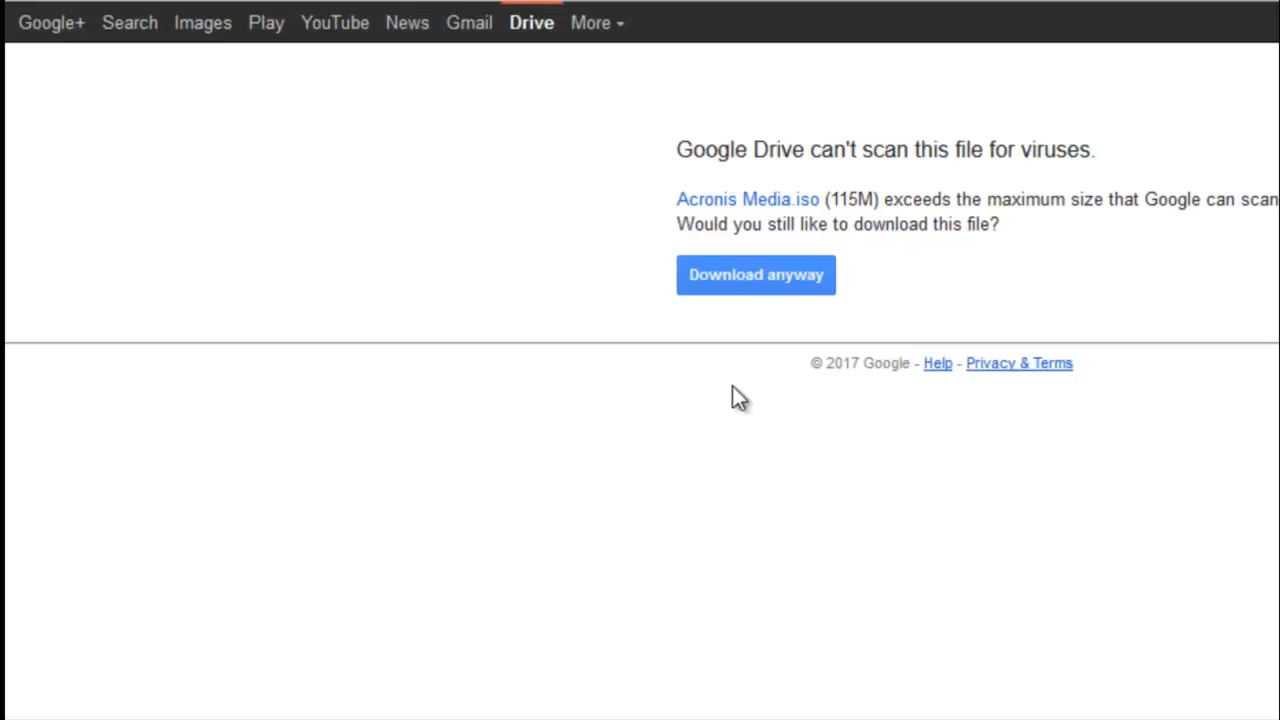 Google+ Search Images Play YouTube News Gmail Drive More
Google Drive can't scan this file for viruses.
Acronis Media.iso (115M) exceeds the maximum size that Google can scan
Would you still like to download this file?
Download anyway
© 2017 Google - Help - Privacy & Terms